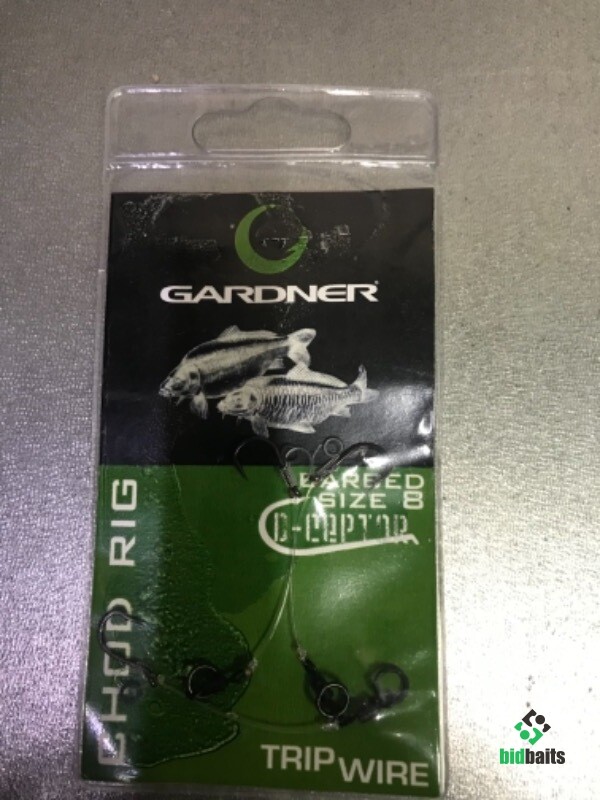 GARDNER
BARBED
SIZE 8
CHOD RIG
TRIP WIRE
bidbaits